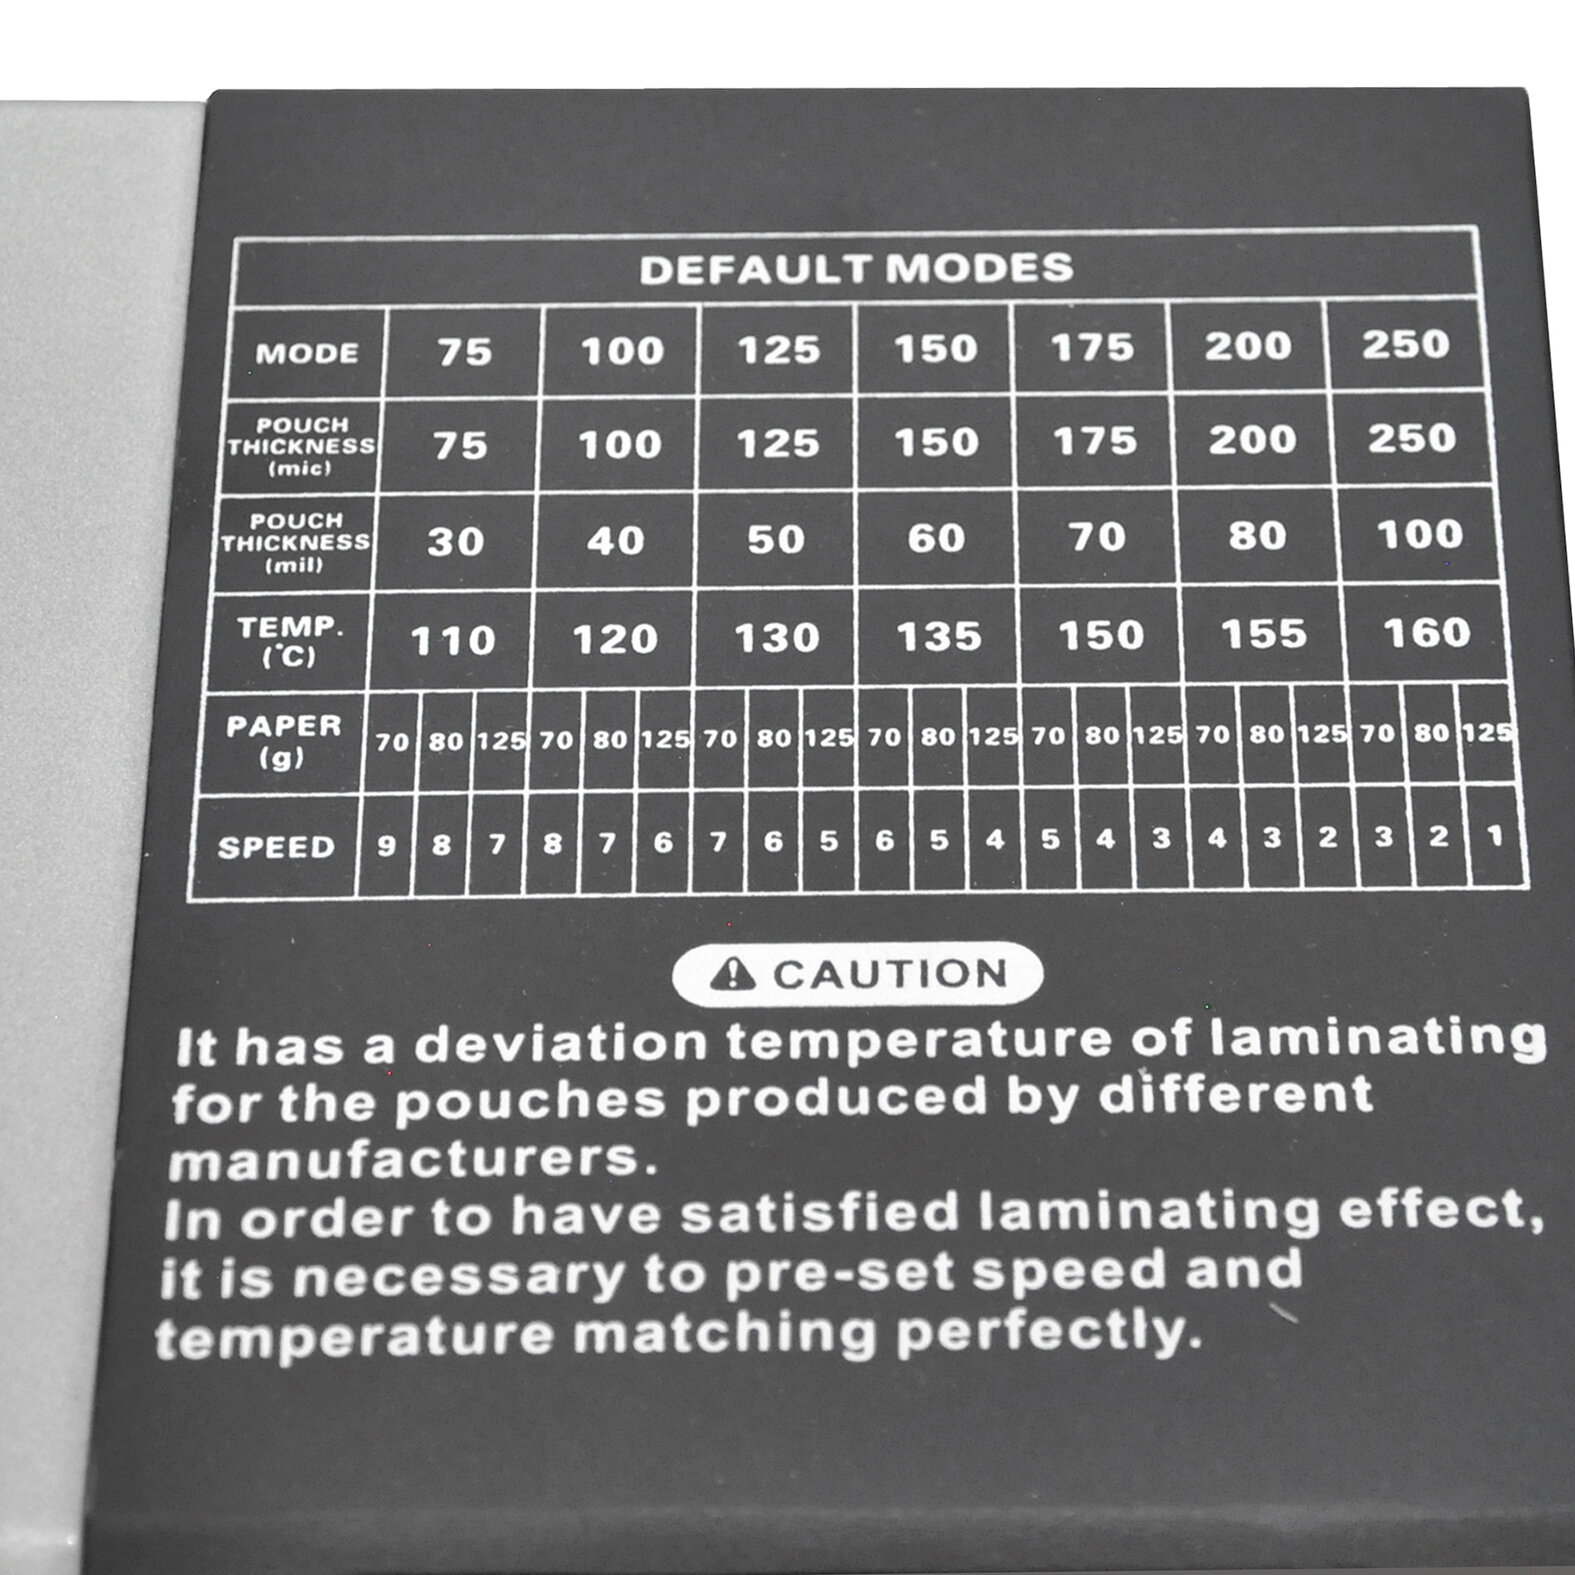 DEFAULT MODES
MODE 75 100 125 150 175 200 250
POUCH THICKNESS (mic) 75 100 125 150 175 200 250
POUCH THICKNESS (mil) 30 40 50 60 70 80 100
TEMP. (°C) 110 120 130 135 150 155 160
PAPER (g) 70 80 125 70 80 125 70 80 125 70 80 125 70 80 125 70 80 125 70 80 125
SPEED 9 8 7 8 7 6 7 6 5 6 5 4 5 4 3 4 3 2 3 2 1
CAUTION
It has a deviation temperature of laminating
for the pouches produced by different
manufacturers.
In order to have satisfied laminating effect,
it is necessary to pre-set speed and
temperature matching perfectly.